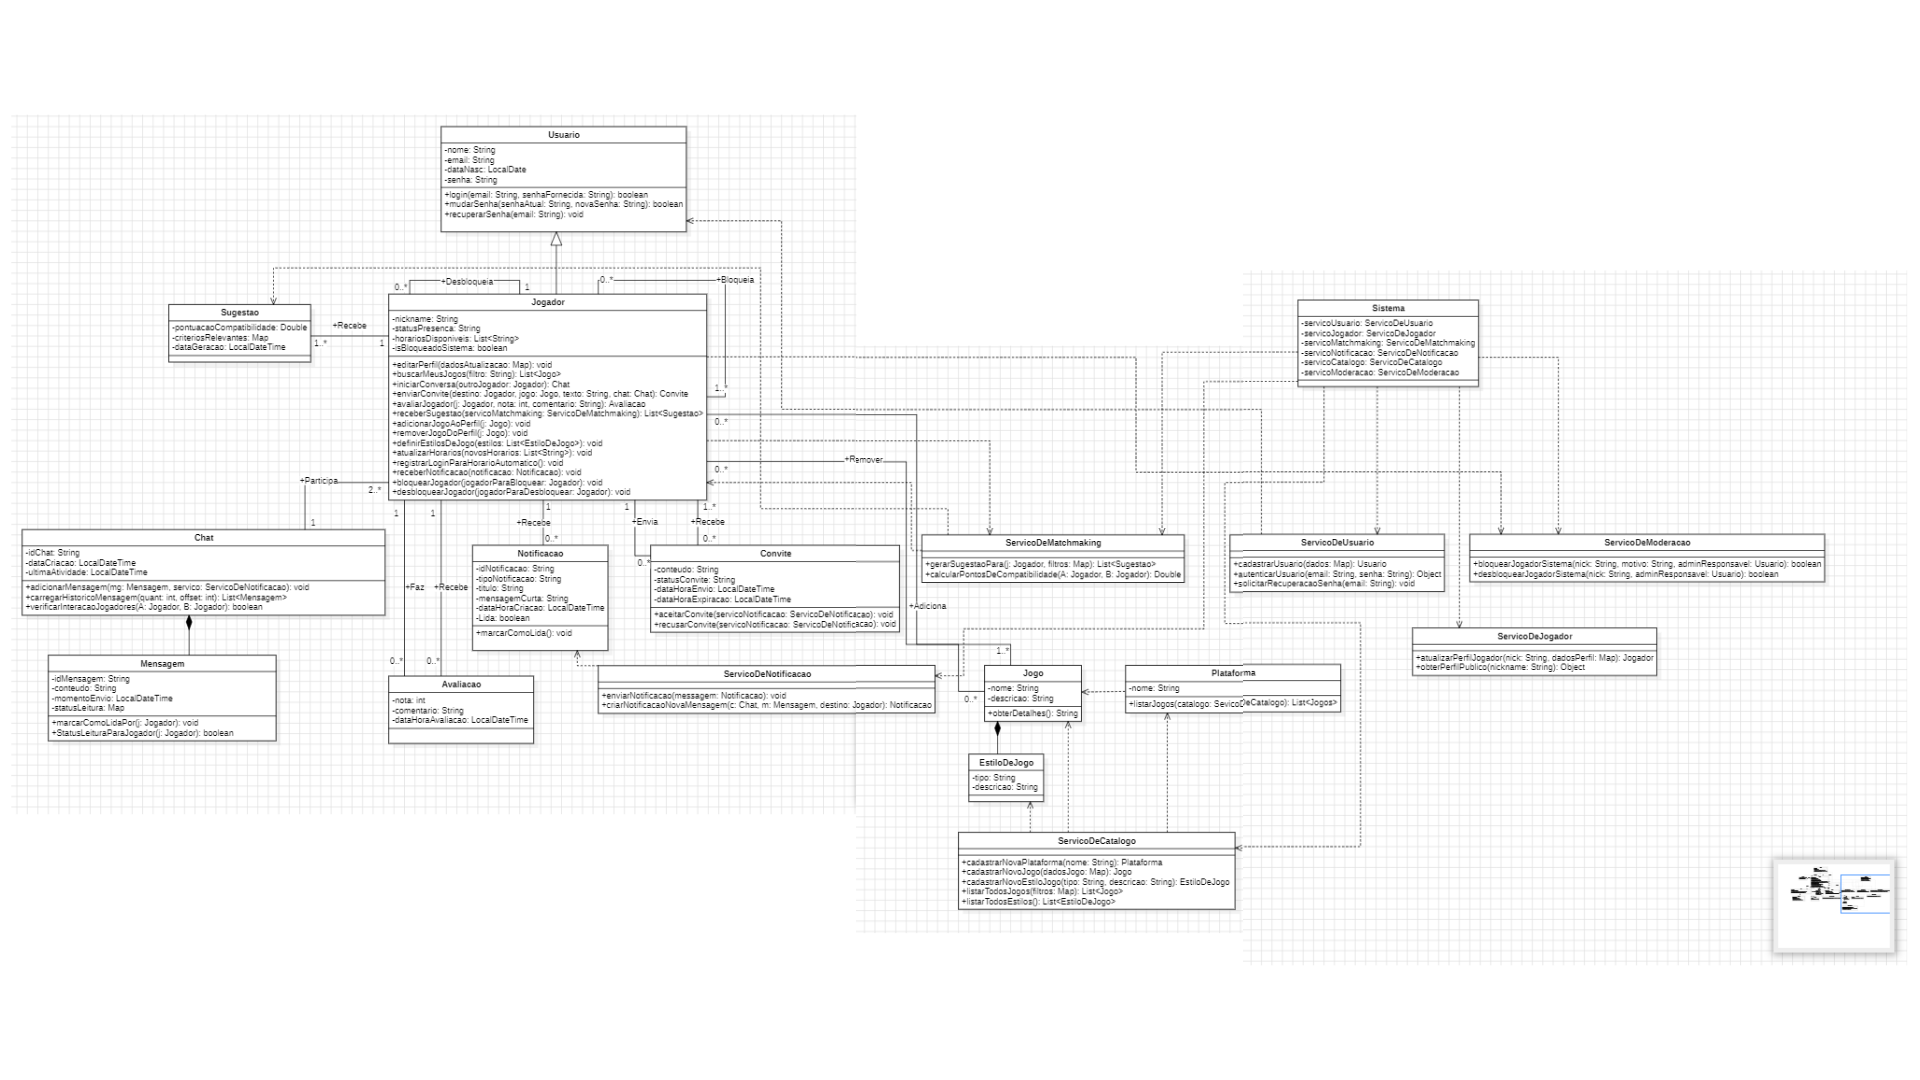 Usuario
-nome: String
-email: String
-dataNasc: LocalDate
-senha: String
+login(email: String, senhaFornecida: String): boolean
+mudarSenha(senhaAtual: String, novaSenha: String): boolean
+recuperarSenha(email: String): void
+Desbloqueia
0..*
1
0..*
+Bloqueia
1..*
Sugestao
-pontuacaoCompatibilidade: Double
-criteriosRelevantes: Map
-dataGeracao: LocalDateTime
+Recebe
1..*
1
Jogador
-nickname: String
-statusPresenca: String
-horariosDisponiveis: List<String>
-isBloqueadoSistema: boolean
+editarPerfil(dadosAtualizacao: Map): void
+buscarMeusJogos(filtro: String): List<Jogo>
+iniciarConversa(outroJogador: Jogador): Chat
+enviarConvite(destino: Jogador, jogo: Jogo, texto: String, chat: Chat): Convite
+avaliarJogador(j: Jogador, nota: int, comentario: String): Avaliacao
+receberSugestao(servicoMatchmaking: ServicoDeMatchmaking): List<Sugestao>
+adicionarJogoAoPerfil(j: Jogo): void
+removerJogoDoPerfil(j: Jogo): void
+definirEstilosDeJogo(estilos: List<EstiloDeJogo>): void
+atualizarHorarios(novosHorarios: List<String>): void
+registrarLoginParaHorarioAutomatico(): void
+receberNotificacao(notificacao: Notificacao): void
+bloquearJogador(jogadorParaBloquear: Jogador): void
+desbloquearJogador(jogadorParaDesbloquear: Jogador): void
0..*
+Remover
0..*
+Participa
2..*
1
Chat
-idChat: String
-dataCriacao: LocalDateTime
-ultimaAtividade: LocalDateTime
+adicionarMensagem(mg: Mensagem, servico: ServicoDeNotificacao): void
+carregarHistoricoMensagem(quant: int, offset: int): List<Mensagem>
+verificarInteracaoJogadores(A: Jogador, B: Jogador): boolean
Mensagem
-idMensagem: String
-conteudo: String
-momentoEnvio: LocalDateTime
-statusLeitura: Map
+marcarComoLidaPor(j: Jogador): void
+StatusLeituraParaJogador(j: Jogador): boolean
1
+Faz
0..*
1
+Recebe
0..*
Avaliacao
-nota: int
-comentario: String
-dataHoraAvaliacao: LocalDateTime
1
+Recebe
0..*
Notificacao
-idNotificacao: String
-tipoNotificacao: String
-titulo: String
-mensagemCurta: String
-dataHoraCriacao: LocalDateTime
-Lida: boolean
+marcarComoLida(): void
1
+Envia
0..*
1..*
+Recebe
0..*
Convite
-conteudo: String
-statusConvite: String
-dataHoraEnvio: LocalDateTime
-dataHoraExpiracao: LocalDateTime
+aceitarConvite(servicoNotificacao: ServicoDeNotificacao): void
+recusarConvite(servicoNotificacao: ServicoDeNotificacao): void
ServicoDeNotificacao
+enviarNotificacao(messagem: Notificacao): void
+criarNotificacaoNovaMensagem(c: Chat, m: Mensagem, destino: Jogador): Notificacao
ServicoDeMatchmaking
+gerarSugestaoPara(j: Jogador, filtros: Map): List<Sugestao>
+calcularPontosDeCompatibilidade(A: Jogador, B: Jogador): Double
+Adiciona
1..*
0..*
Jogo
-nome: String
-descricao: String
+obterDetalhes(): String
Plataforma
-nome: String
+listarJogos(catalogo: SevicoDeCatalogo): List<Jogos>
EstiloDeJogo
-tipo: String
-descricao: String
ServicoDeCatalogo
+cadastrarNovaPlataforma(nome: String): Plataforma
+cadastrarNovoJogo(dadosJogo: Map): Jogo
+cadastrarNovoEstiloJogo(tipo: String, descricao: String): EstiloDeJogo
+listarTodosJogos(filtros: Map): List<Jogo>
+listarTodosEstilos(): List<EstiloDeJogo>
Sistema
-servicoUsuario: ServicoDeUsuario
-servicoJogador: ServicoDeJogador
-servicoMatchmaking: ServicoDeMatchmaking
-servicoNotificacao: ServicoDeNotificacao
-servicoCatalogo: ServicoDeCatalogo
-servicoModeracao: ServicoDeModeracao
ServicoDeUsuario
+cadastrarUsuario(dados: Map): Usuario
+autenticarUsuario(email: String, senha: String): Object
+solicitarRecuperacaoSenha(email: String): void
ServicoDeModeracao
+bloquearJogadorSistema(nick: String, motivo: String, adminResponsavel: Usuario): boolean
+desbloquearJogadorSistema(nick: String, adminResponsavel: Usuario): boolean
ServicoDeJogador
+atualizarPerfilJogador(nick: String, dadosPerfil: Map): Jogador
+obterPerfilPublico(nickname: String): Object